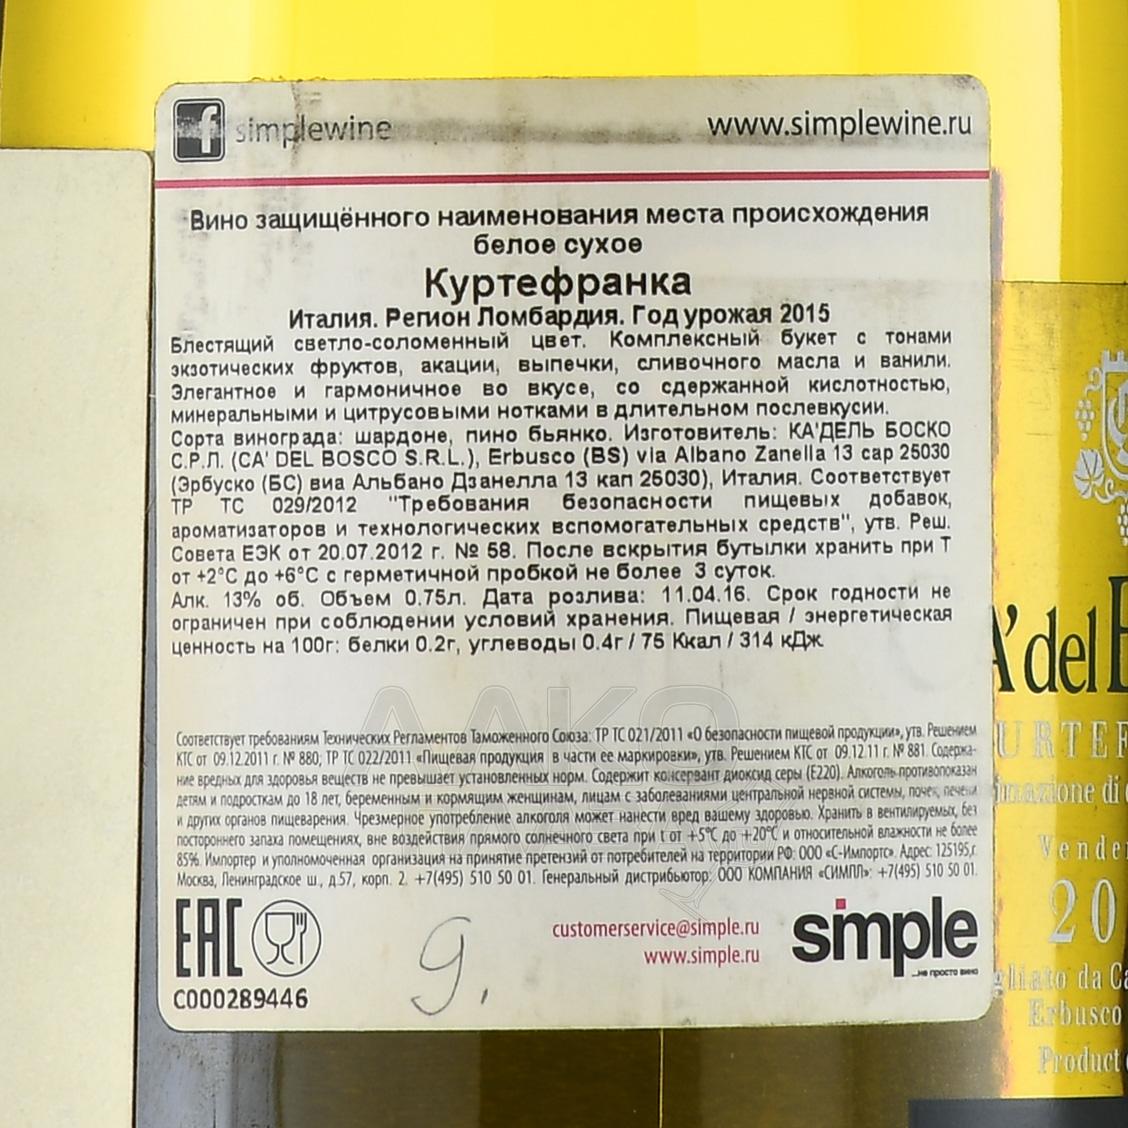 f simplewine
www.simplewine.ru
Вино защищённого наименования места происхождения
белое сухое
Куртефранка
Италия. Регион Ломбардия. Год урожая 2015
Блестящий светло-соломенный цвет. Комплексный букет с тонами
экзотических фруктов, акации, выпечки, сливочного масла и ванили.
Элегантное и гармоничное во вкусе, со сдержанной кислотностью,
минеральными и цитрусовыми нотками в длительном послевкусии.
Сорта винограда: шардоне, пино бьянко. Изготовитель: КА'ДЕЛЬ БОСКО
С.Р.Л. (CA' DEL BOSCO S.R.L.), Erbusco (BS) via Albano Zanella 13 cap 25030
(Эрбуско (БС) виа Альбано Дзанелла 13 кап 25030), Италия. Соответствует
ТР ТС 029/2012 "Требования безопасности пищевых добавок,
ароматизаторов и технологических вспомогательных средств", утв. Реш.
Совета ЕЭК от 20.07.2012 г. № 58. После вскрытия бутылки хранить при Т
от +2°С до +6°С с герметичной пробкой не более 3 суток.
Алк. 13% об. Объем 0.75л. Дата розлива: 11.04.16. Срок годности не
ограничен при соблюдении условий хранения. Пищевая / энергетическая
ценность на 100г: белки 0.2г, углеводы 0.4г / 75 Ккал / 314 кДж.
Соответствует требованиям Технических Регламентов Таможенного Союза: ТР ТС 021/2011 «О безопасности пищевой продукции», утв. Решением
КТС от 09.12.2011 г. № 880; ТР ТС 022/2011 «Пищевая продукция в части ее маркировки», утв. Решением КТС от 09.12.11 г. № 881. Содержа-
ние вредных для здоровья веществ не превышает установленных норм. Содержит консервант диоксид серы (Е220). Алкоголь противопоказан
детям и подросткам до 18 лет, беременным и кормящим женщинам, лицам с заболеваниями центральной нервной системы, почек, печени
и других органов пищеварения. Чрезмерное употребление алкоголя может нанести вред вашему здоровью. Хранить в вентилируемых, без
постороннего запаха помещениях, вне воздействия прямого солнечного света при t от +5°С до +20°С и относительной влажности не более
85%. Импортер и уполномоченная организация на принятие претензий от потребителей на территории РФ: ООО «С-Импортс». Адрес: 125195,г.
Москва, Ленинградское ш., д.57, корп. 2. +7(495) 510 50 01. Генеральный дистрибьютор: ООО КОМПАНИЯ «СИМПЛ» +7(495) 510 50 01.
EAC
С000289446
9.
customerservice@simple.ru
www.simple.ru
simple
...не просто вино
ААКО
A'del B
URTEF
inazione di
Vende
20
gliato da Ca
Erbusco
Product